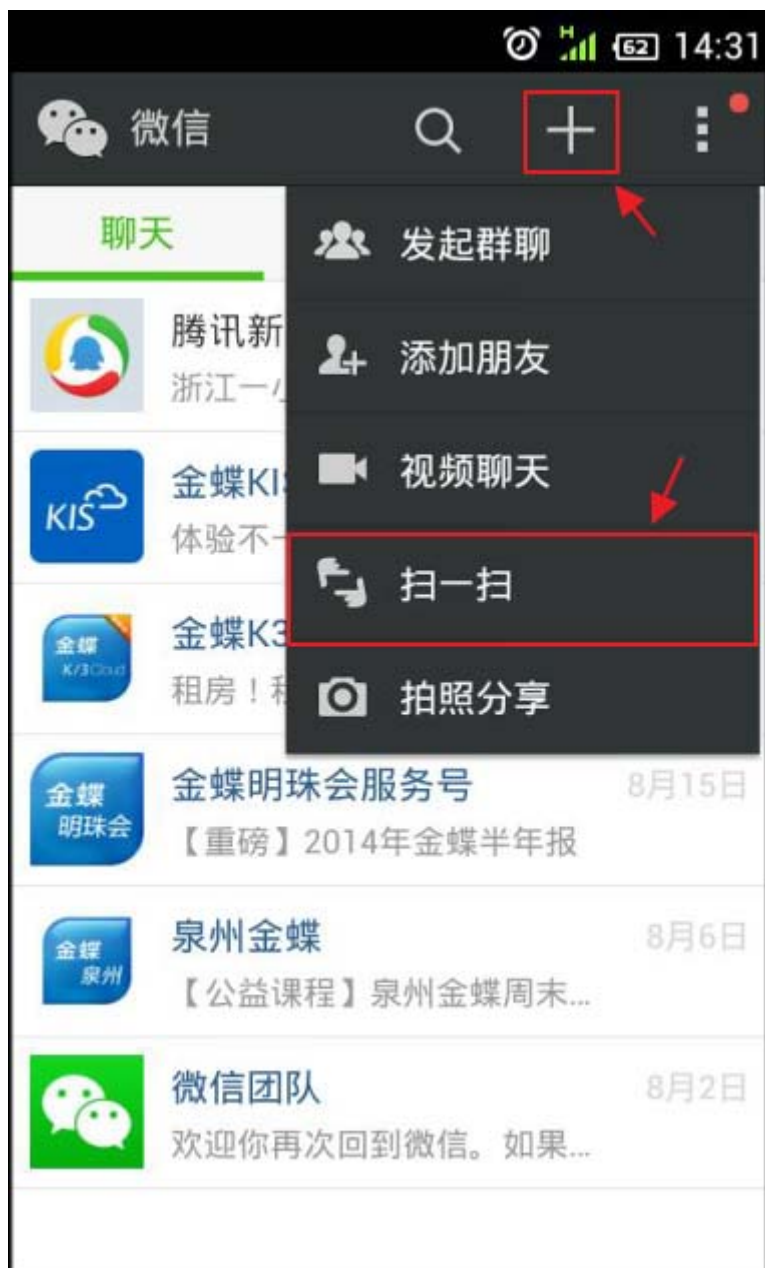 62 14:31
微信
聊天
发起群聊
腾讯新
浙江一
添加朋友
金蝶KI
KIS
体验不
视频聊天
扫一扫
金蝶K3
金蝶
K/3Cloud
租房！
拍照分享
金蝶明珠会服务号 8月15日
金蝶
明珠会
【重磅】2014年金蝶半年报
泉州金蝶 8月6日
金蝶
泉州
【公益课程】泉州金蝶周末...
微信团队 8月2日
欢迎你再次回到微信。如果...